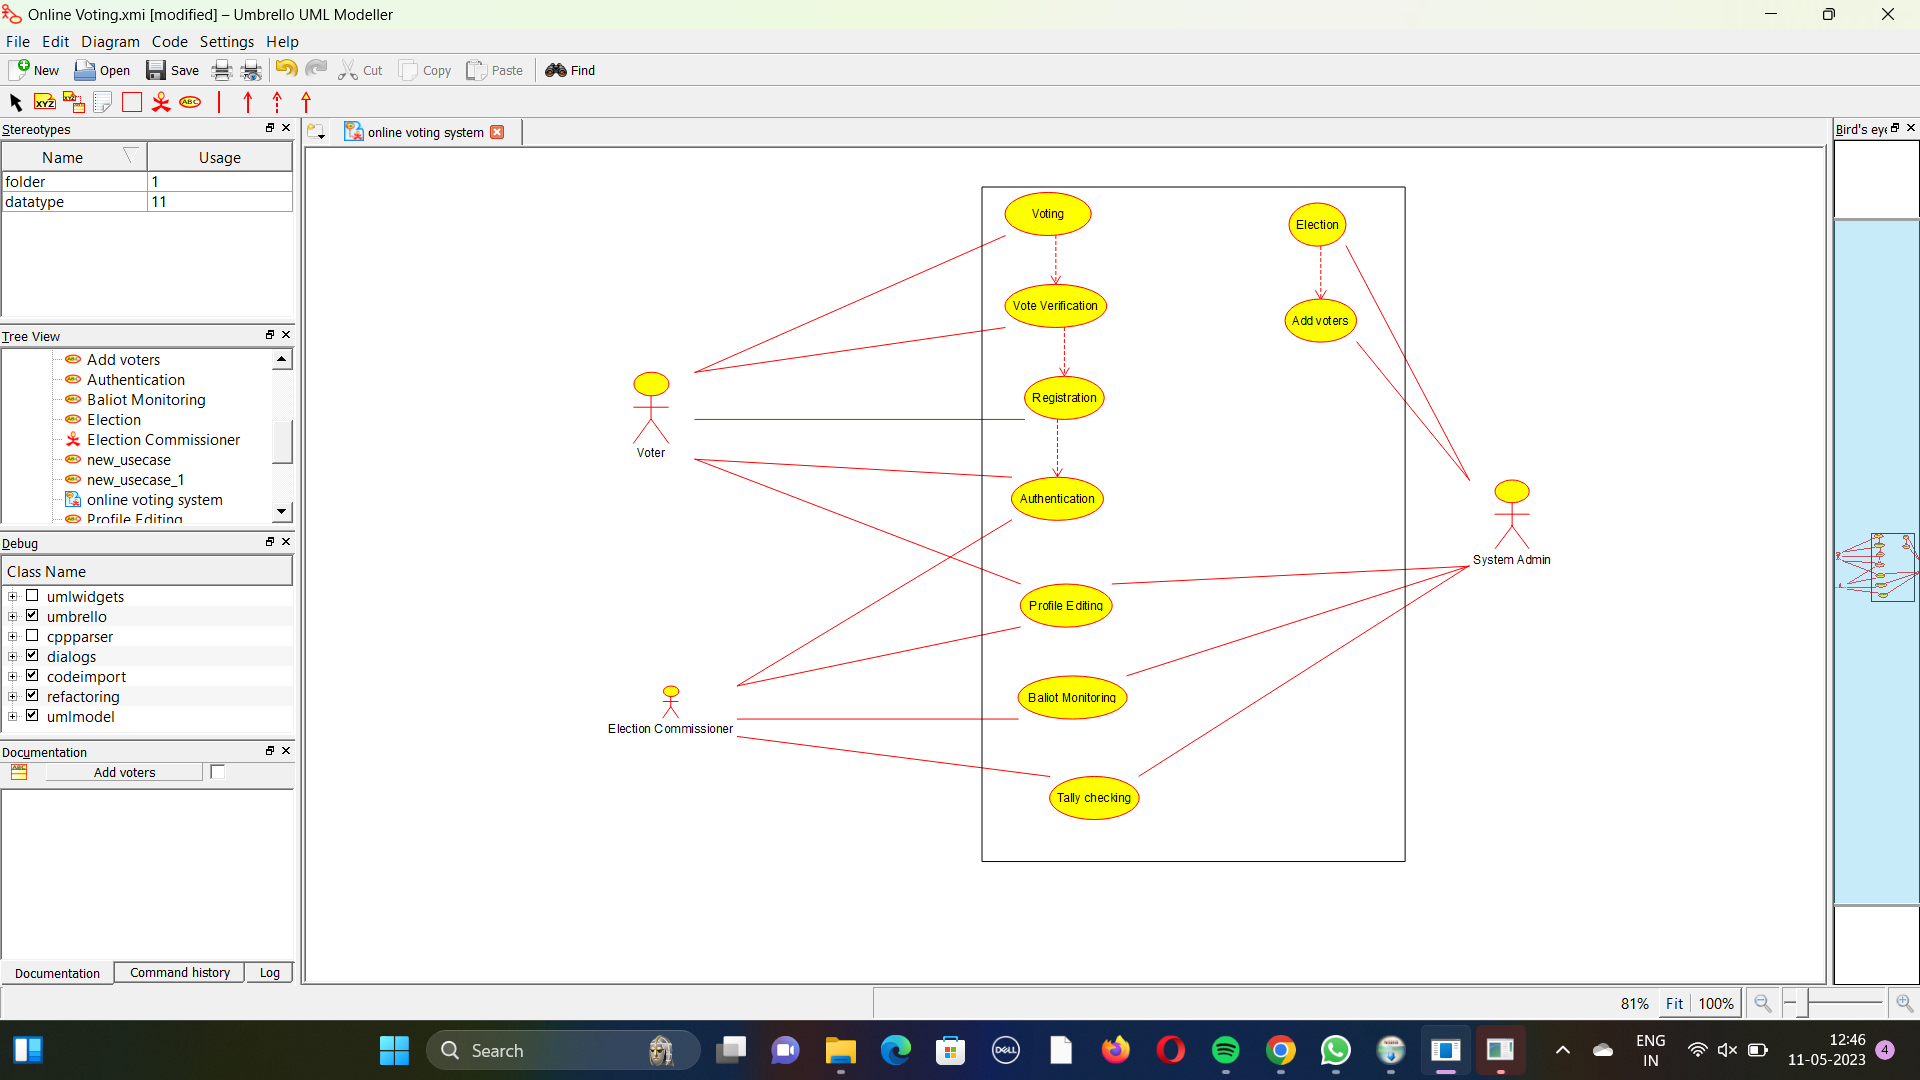 Online Voting.xmi [modified] – Umbrello UML Modeller
File Edit Diagram Code Settings Help
New Open Save Cut Copy Paste Find
XYZ XYZ ABC
Stereotypes
Name Usage
folder 1
datatype 11
Tree View
Add voters
Authentication
Baliot Monitoring
Election
Election Commissioner
new_usecase
new_usecase_1
online voting system
Profile Editing
Debug
Class Name
umlwidgets
umbrello
cppparser
dialogs
codeimport
refactoring
umlmodel
Documentation
Add voters
Documentation Command history Log
online voting system
Voting
Election
Vote Verification
Add voters
Registration
Voter
Authentication
System Admin
Profile Editing
Baliot Monitoring
Election Commissioner
Tally checking
Bird's eye
81% Fit 100%
Search
DELL
ENG
IN
12:46
11-05-2023
4